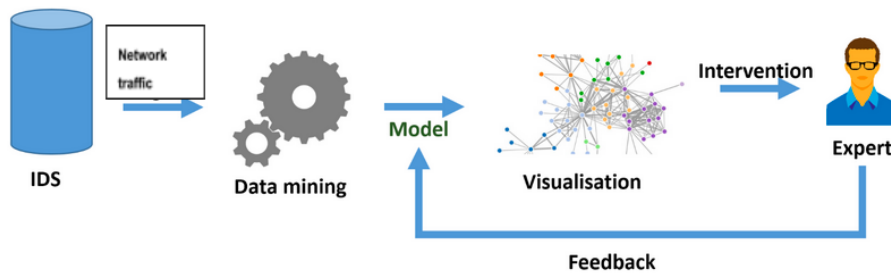 Network
traffic
IDS
Data mining
Model
Visualisation
Intervention
Expert
Feedback